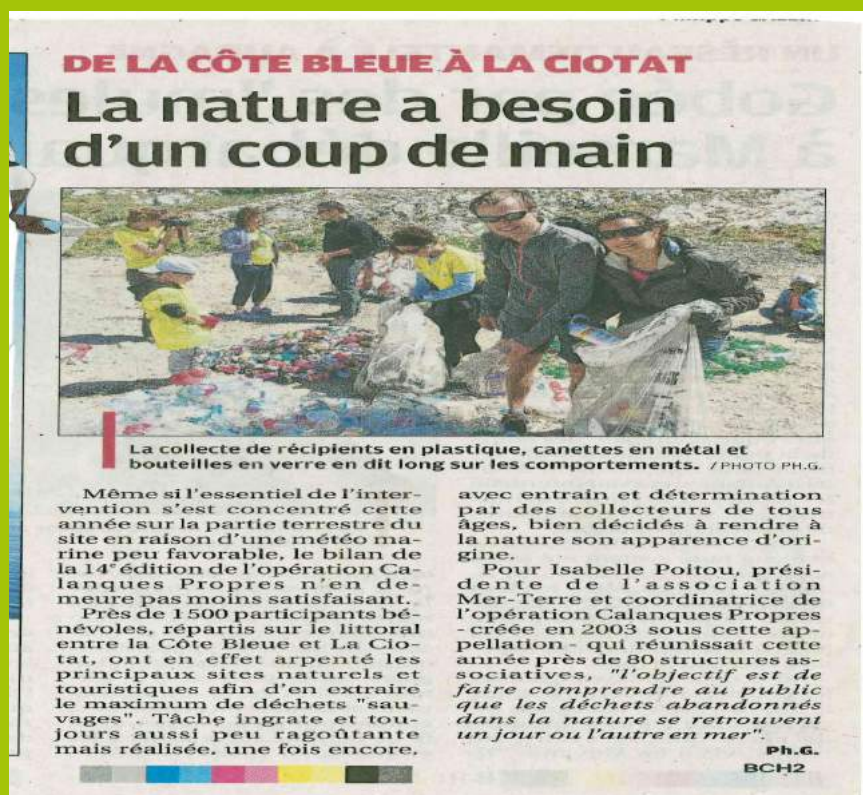 DE LA CÔTE BLEUE À LA CIOTAT
La nature a besoin
d'un coup de main
La collecte de récipients en plastique, canettes en métal et
bouteilles en verre en dit long sur les comportements. / PHOTO PH.G.
Même si l'essentiel de l'inter-
vention s'est concentré cette
année sur la partie terrestre du
site en raison d'une météo ma-
rine peu favorable, le bilan de
la 14e édition de l'opération Ca-
lanques Propres n'en de-
meure pas moins satisfaisant.
Près de 1 500 participants bé-
névoles, répartis sur le littoral
entre la Côte Bleue et La Cio-
tat, ont en effet arpenté les
principaux sites naturels et
touristiques afin d'en extraire
le maximum de déchets "sau-
vages". Tâche ingrate et tou-
jours aussi peu ragoûtante
mais réalisée, une fois encore,
avec entrain et détermination
par des collecteurs de tous
âges, bien décidés à rendre à
la nature son apparence d'ori-
gine.
Pour Isabelle Poitou, prési-
dente de l'association
Mer-Terre et coordinatrice de
l'opération Calanques Propres
- créée en 2003 sous cette ap-
pellation - qui réunissait cette
année près de 80 structures as-
sociatives, "l'objectif est de
faire comprendre au public
que les déchets abandonnés
dans la nature se retrouvent
un jour ou l'autre en mer".
Ph.G.
BCH2